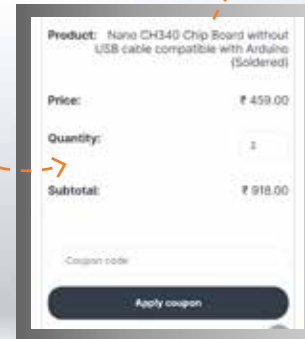 Product: Nano CH340 Chip Board without
USB cable compatible with Arduino
(Soldered)
Price: ₹ 459.00
Quantity: 2
Subtotal: ₹ 918.00
Coupon code
Apply coupon